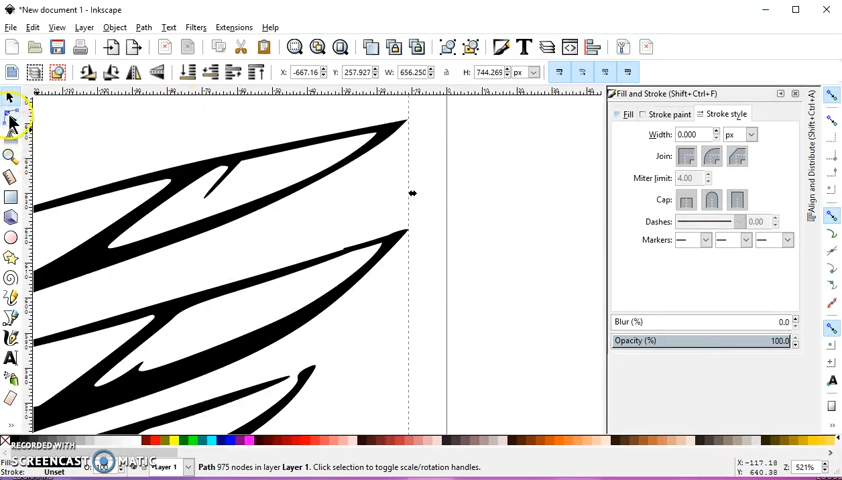 *New document 1 - Inkscape
File Edit View Layer Object Path Text Filters Extensions Help
X: -667.16 Y: 257.927 W: 656.250 H: 744.269 px
Fill and Stroke (Shift+Ctrl+F)
Fill Stroke paint Stroke style
Width: 0.000 px
Join:
Miter limit: 4.00
Cap:
Dashes: 0.00
Markers:
Blur (%) 0.0
Opacity (%) 100.0
Align and Distribute (Shift+Ctrl+A)
RECORDED WITH
SCREENCAST MATIC
Stroke: Unset
Layer 1
Path 975 nodes in layer Layer 1. Click selection to toggle scale/rotation handles.
X: -117.18
Y: 640.38
Z: 521%